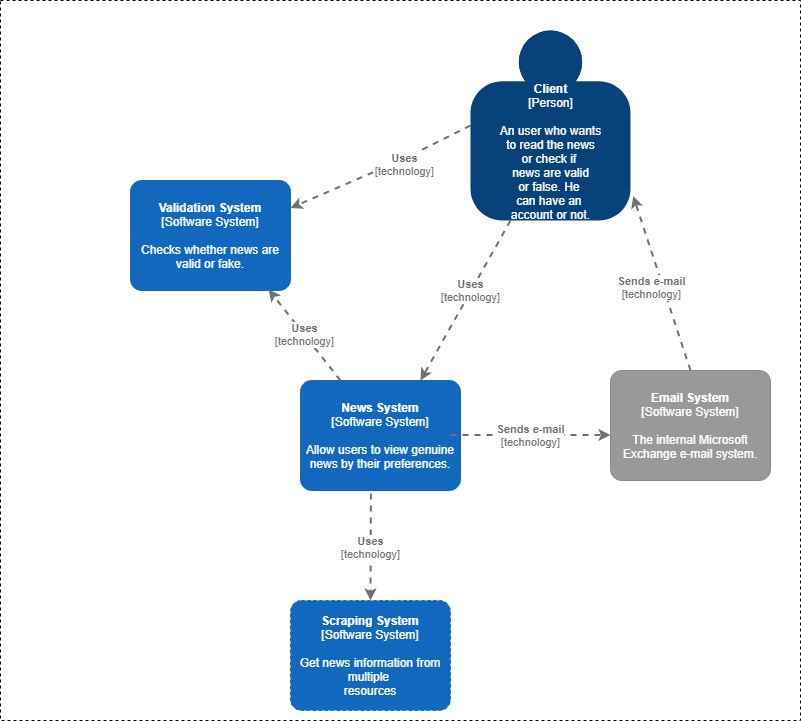 Client
[Person]
An user who wants
to read the news
or check if
news are valid
or false. He
can have an
account or not.
Uses
[technology]
Validation System
[Software System]
Checks whether news are
valid or fake.
Uses
[technology]
Sends e-mail
[technology]
Uses
[technology]
News System
[Software System]
Allow users to view genuine
news by their preferences.
Sends e-mail
[technology]
Email System
[Software System]
The internal Microsoft
Exchange e-mail system.
Uses
[technology]
Scraping System
[Software System]
Get news information from
multiple
resources